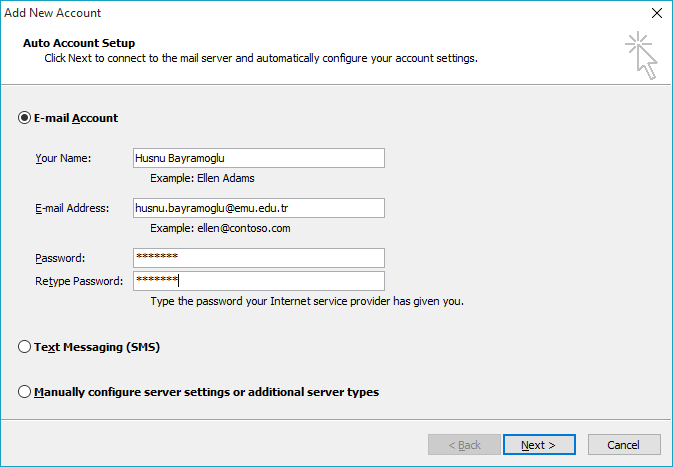 Add New Account
Auto Account Setup
Click Next to connect to the mail server and automatically configure your account settings.
E-mail Account
Your Name: Husnu Bayramoglu
Example: Ellen Adams
E-mail Address: husnu.bayramoglu@emu.edu.tr
Example: ellen@contoso.com
Password: *******
Retype Password: *******
Type the password your Internet service provider has given you.
Text Messaging (SMS)
Manually configure server settings or additional server types
< Back Next > Cancel